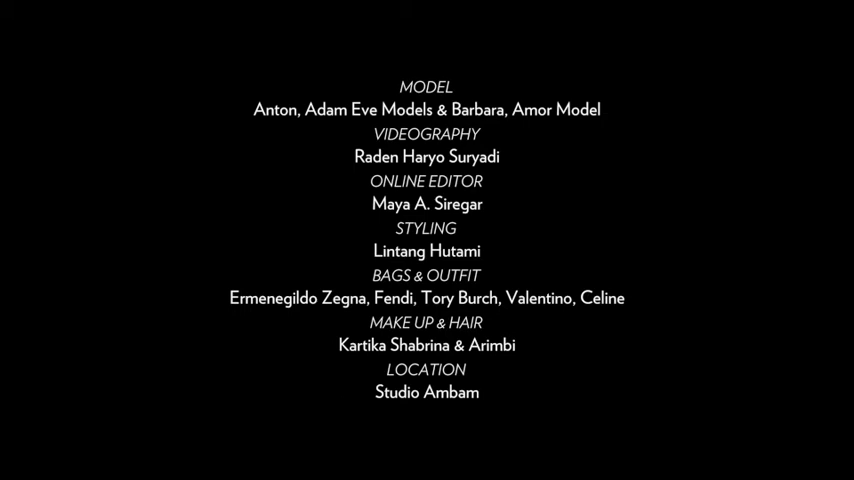 MODEL
Anton, Adam Eve Models & Barbara, Amor Model
VIDEOGRAPHY
Raden Haryo Suryadi
ONLINE EDITOR
Maya A. Siregar
STYLING
Lintang Hutami
BAGS & OUTFIT
Ermenegildo Zegna, Fendi, Tory Burch, Valentino, Celine
MAKE UP & HAIR
Kartika Shabrina & Arimbi
LOCATION
Studio Ambam